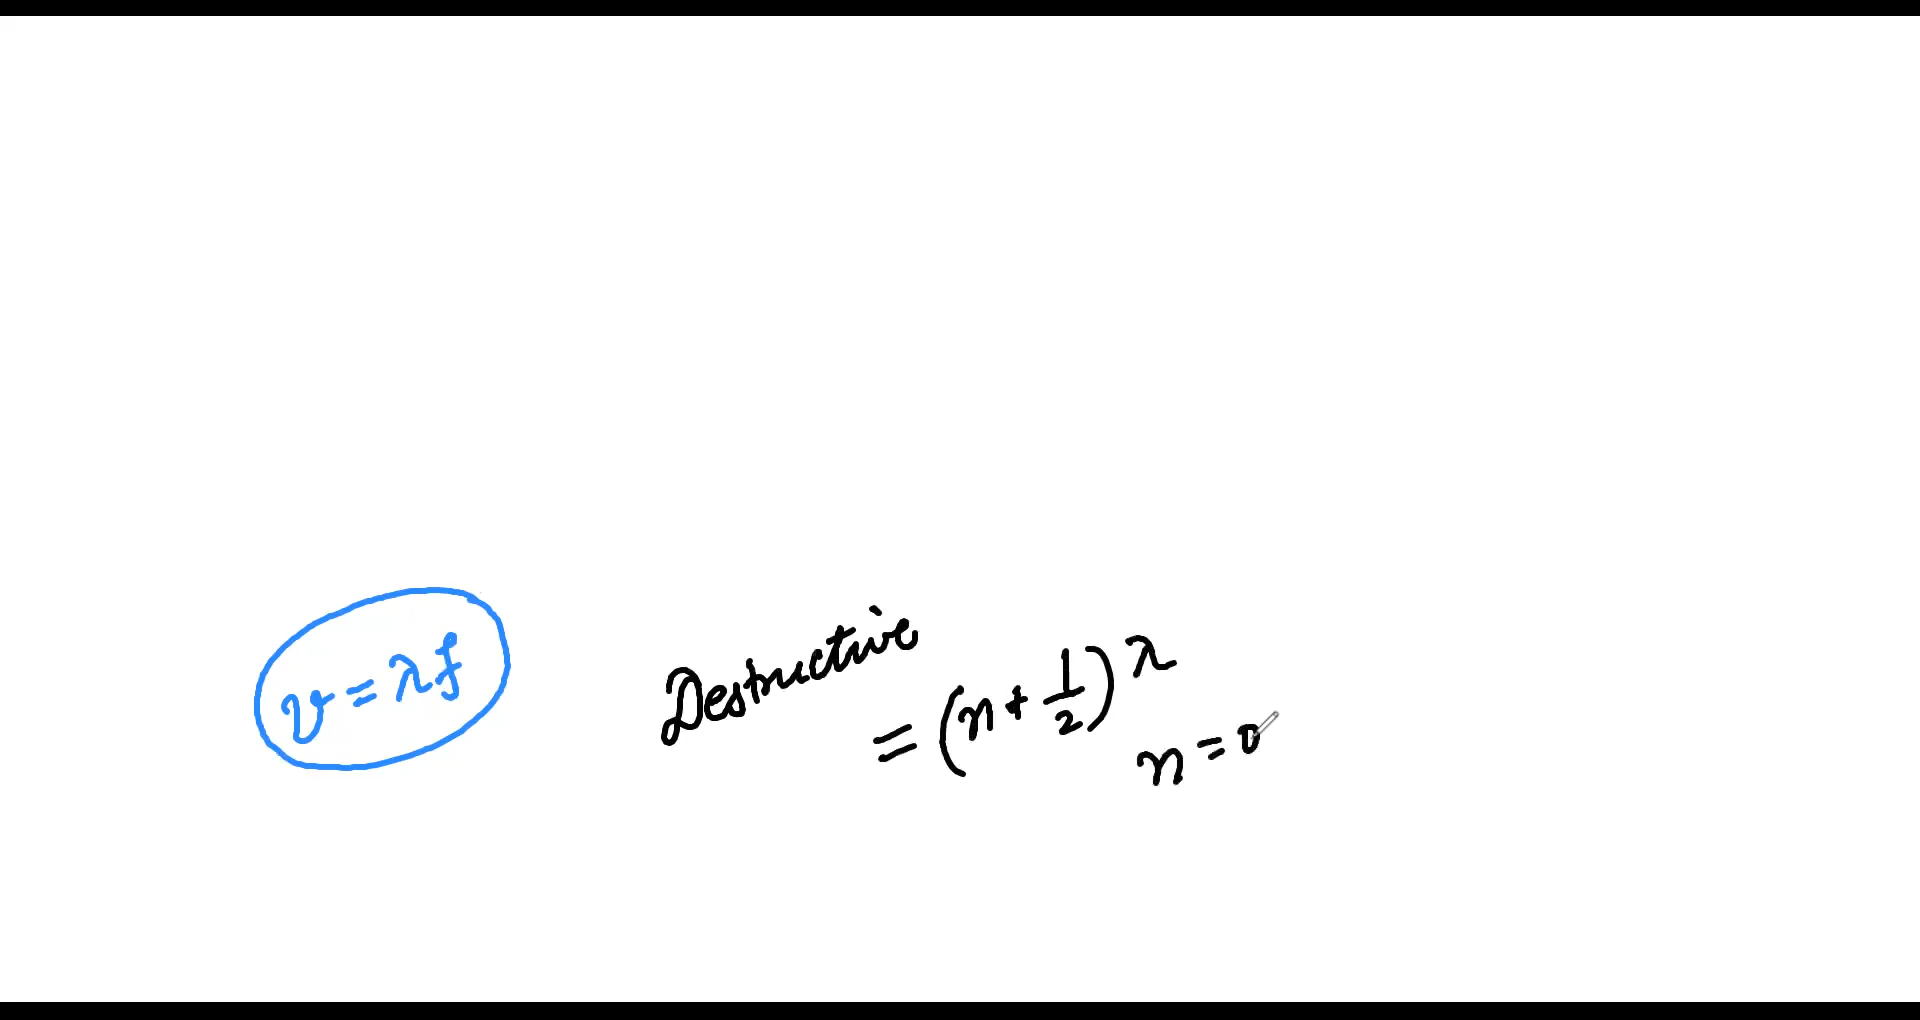 v = λf
Destructive
= (n + 1/2) λ
n = 0